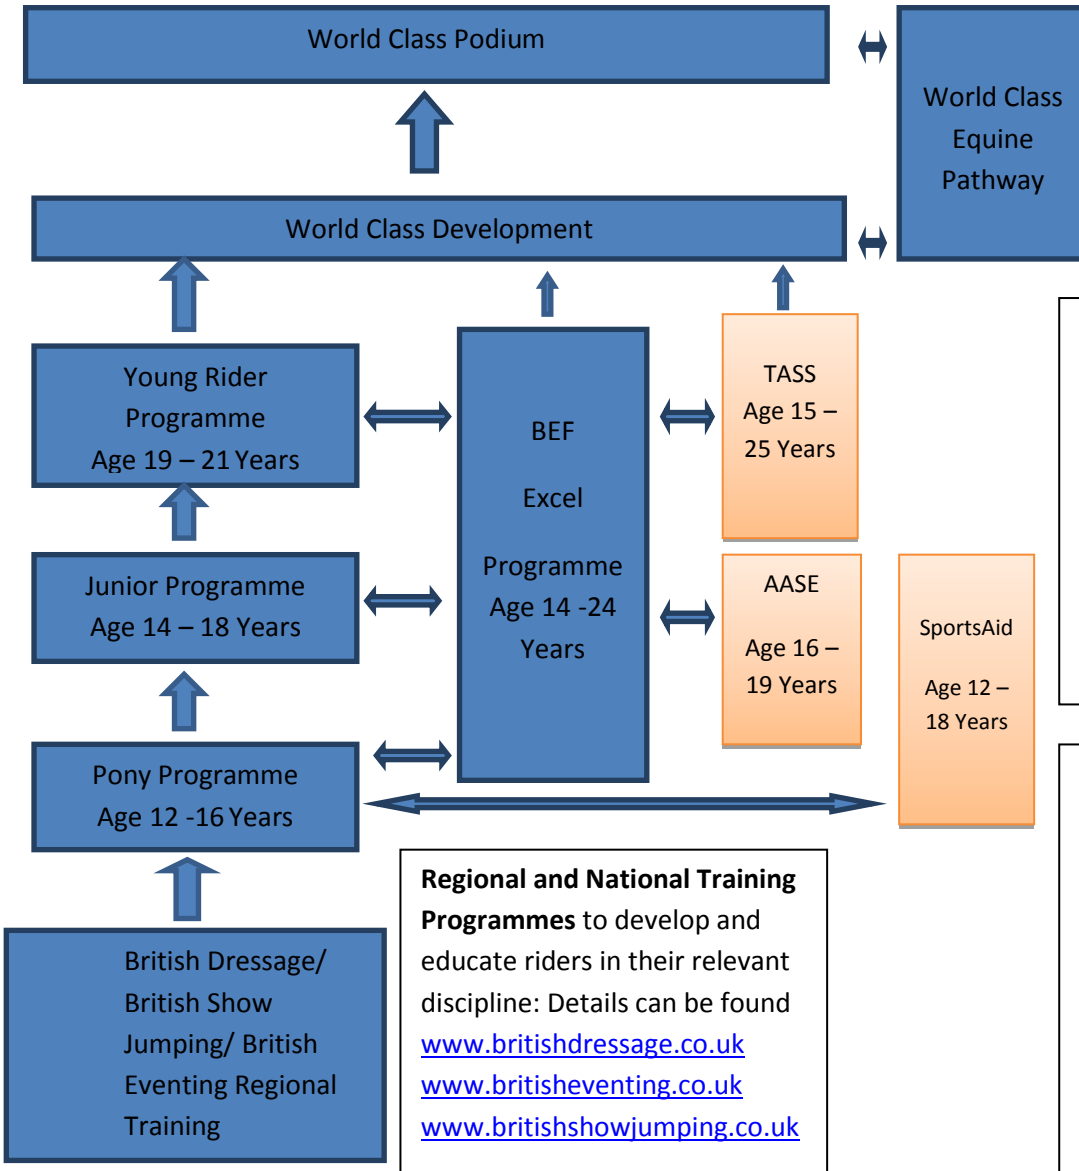 World Class Podium
World Class
Equine
Pathway
World Class Development
Young Rider
Programme
Age 19 – 21 Years
BEF
Excel
Programme
Age 14 -24
Years
TASS
Age 15 –
25 Years
Junior Programme
Age 14 – 18 Years
AASE
Age 16 –
19 Years
SportsAid
Age 12 –
18 Years
Pony Programme
Age 12 -16 Years
British Dressage/
British Show
Jumping/ British
Eventing Regional
Training
Regional and National Training
Programmes to develop and
educate riders in their relevant
discipline: Details can be found
www.britishdressage.co.uk
www.britisheventing.co.uk
www.britishshowjumping.co.uk